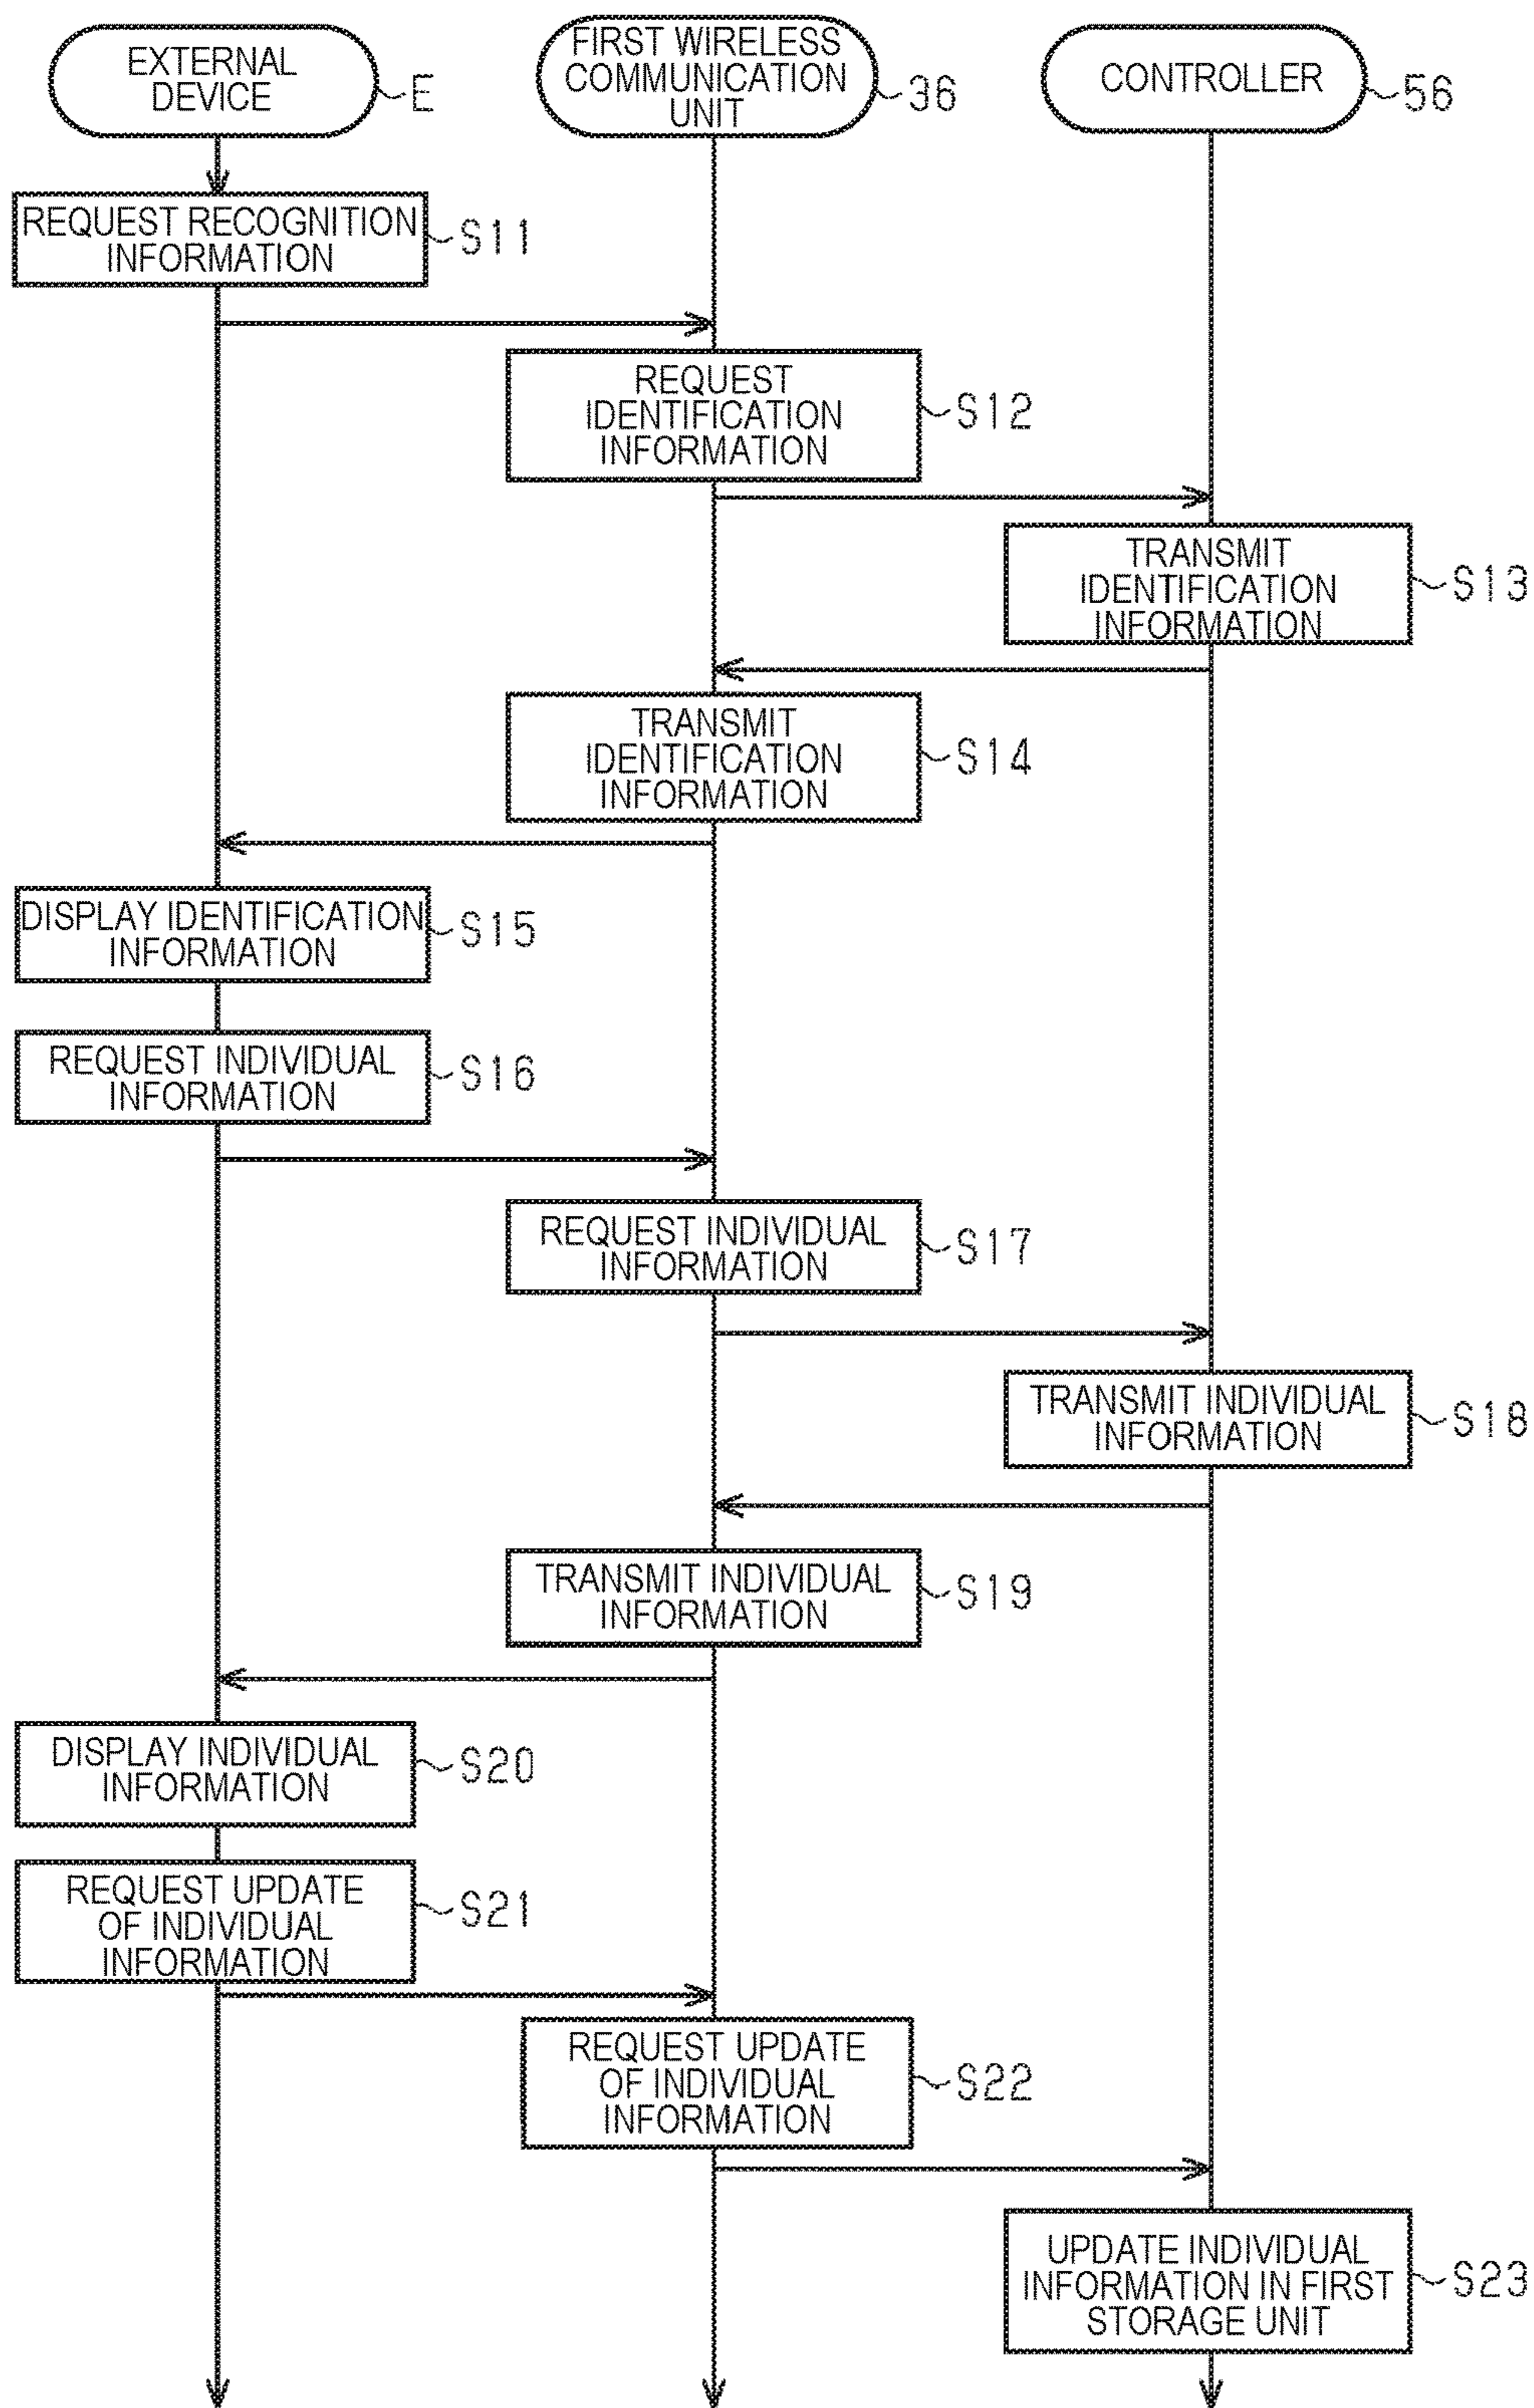 EXTERNAL
DEVICE
E
FIRST WIRELESS
COMMUNICATION
UNIT
36
CONTROLLER
56
REQUEST RECOGNITION
INFORMATION
S11
REQUEST
IDENTIFICATION
INFORMATION
S12
TRANSMIT
IDENTIFICATION
INFORMATION
S13
TRANSMIT
IDENTIFICATION
INFORMATION
S14
DISPLAY IDENTIFICATION
INFORMATION
S15
REQUEST INDIVIDUAL
INFORMATION
S16
REQUEST INDIVIDUAL
INFORMATION
S17
TRANSMIT INDIVIDUAL
INFORMATION
S18
TRANSMIT INDIVIDUAL
INFORMATION
S19
DISPLAY INDIVIDUAL
INFORMATION
S20
REQUEST UPDATE
OF INDIVIDUAL
INFORMATION
S21
REQUEST UPDATE
OF INDIVIDUAL
INFORMATION
S22
UPDATE INDIVIDUAL
INFORMATION IN FIRST
STORAGE UNIT
S23